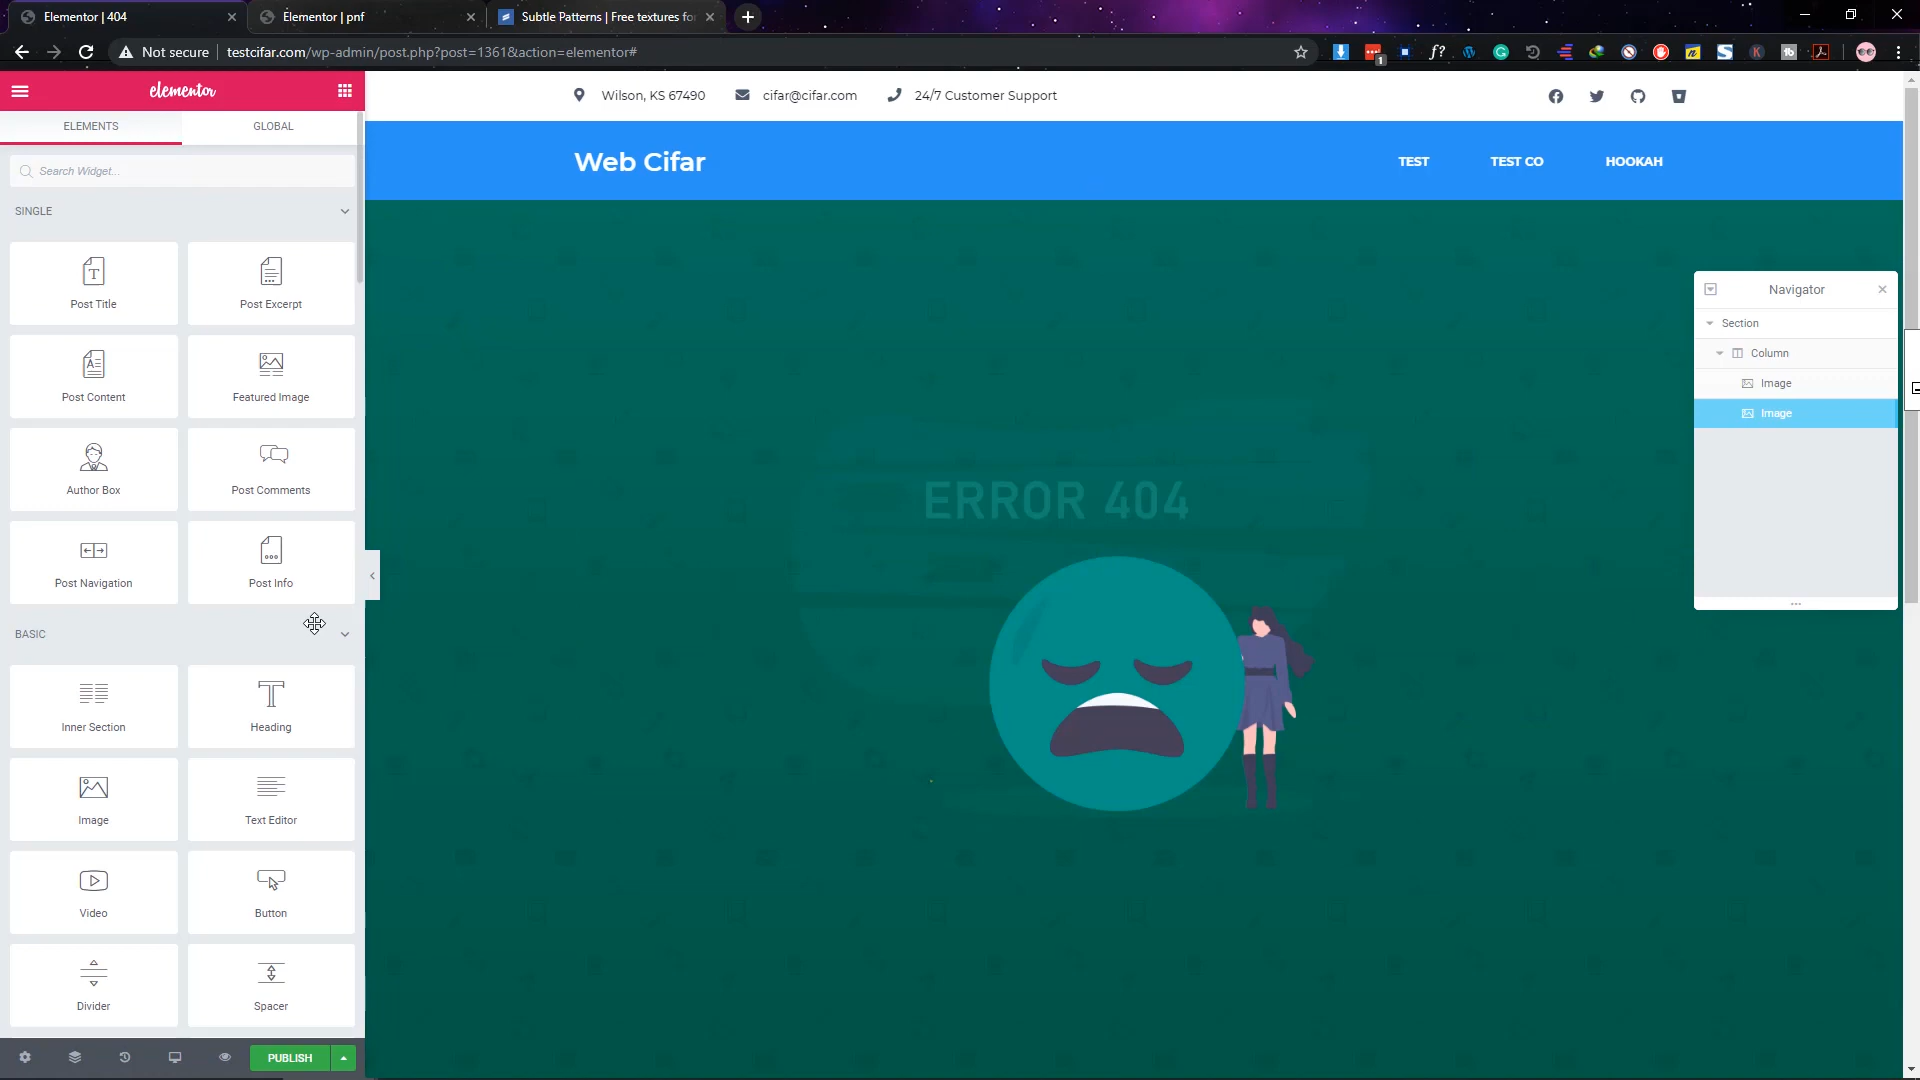 Elementor | 404
Elementor | pnf
Subtle Patterns | Free textures for
Not secure
testcifar.com/wp-admin/post.php?post=1361&action=elementor#
elementor
ELEMENTS
GLOBAL
Search Widget...
SINGLE
Post Title
Post Excerpt
Post Content
Featured Image
Author Box
Post Comments
Post Navigation
Post Info
BASIC
Inner Section
Heading
Image
Text Editor
Video
Button
Divider
Spacer
PUBLISH
Wilson, KS 67490
cifar@cifar.com
24/7 Customer Support
Web Cifar
TEST
TEST CO
HOOKAH
ERROR 404
Navigator
Section
Column
Image
Image